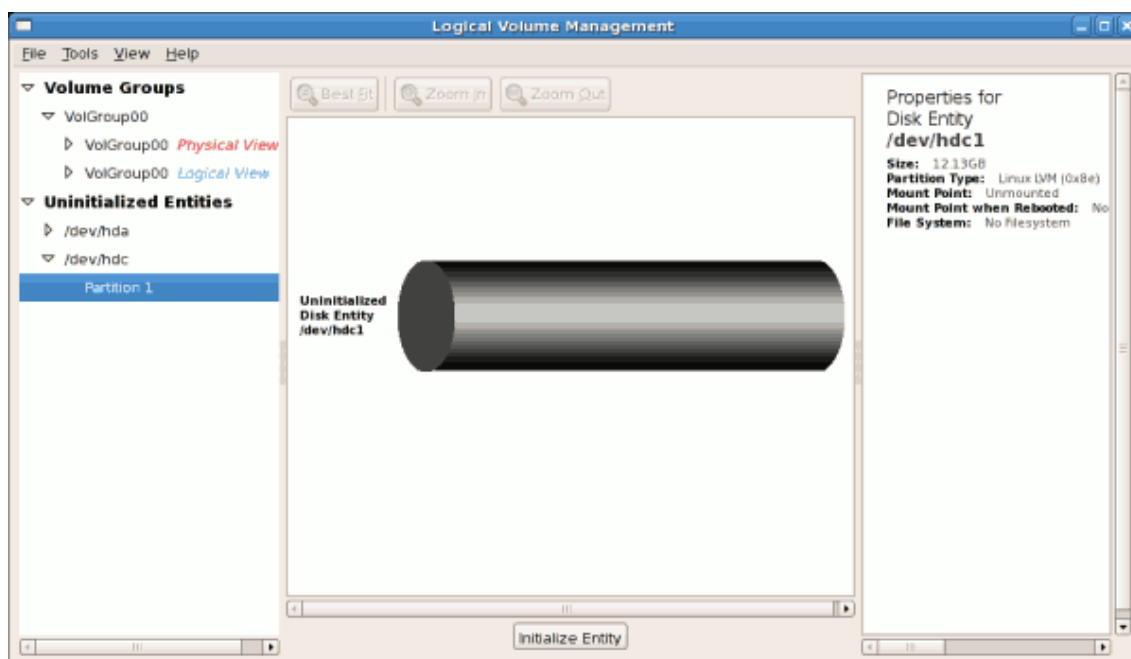 Logical Volume Management
File Tools View Help
Volume Groups
VolGroup00
VolGroup00 Physical View
VolGroup00 Logical View
Uninitialized Entities
/dev/hda
/dev/hdc
Partition 1
Best Fit Zoom In Zoom Out
Uninitialized
Disk Entity
/dev/hdc1
Initialize Entity
Properties for
Disk Entity
/dev/hdc1
Size: 12.13GB
Partition Type: Linux LVM (0x8e)
Mount Point: Unmounted
Mount Point when Rebooted: No
File System: No filesystem